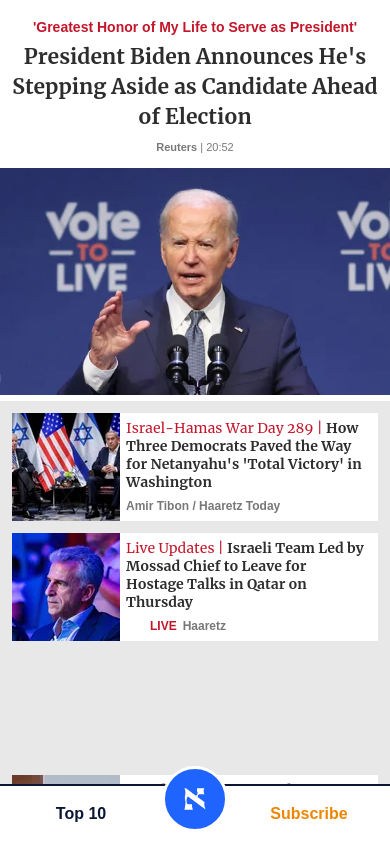 'Greatest Honor of My Life to Serve as President'
President Biden Announces He's
Stepping Aside as Candidate Ahead
of Election
Reuters | 20:52
Vote
TO
LIVE
Vo
TO
LIV
Israel-Hamas War Day 289 | How
Three Democrats Paved the Way
for Netanyahu's 'Total Victory' in
Washington
Amir Tibon / Haaretz Today
Live Updates | Israeli Team Led by
Mossad Chief to Leave for
Hostage Talks in Qatar on
Thursday
LIVE Haaretz
Top 10
א
Subscribe